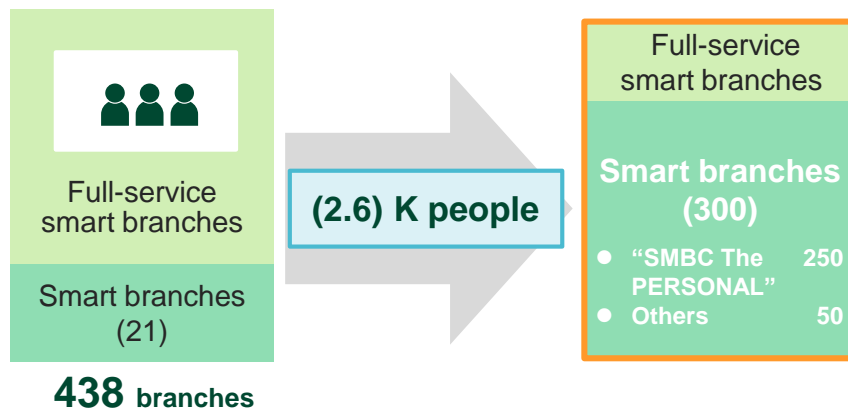 Full-service
smart branches
Smart branches
(21)
438 branches
(2.6) K people
Full-service
smart branches
Smart branches
(300)
● “SMBC The 250
PERSONAL”
● Others 50